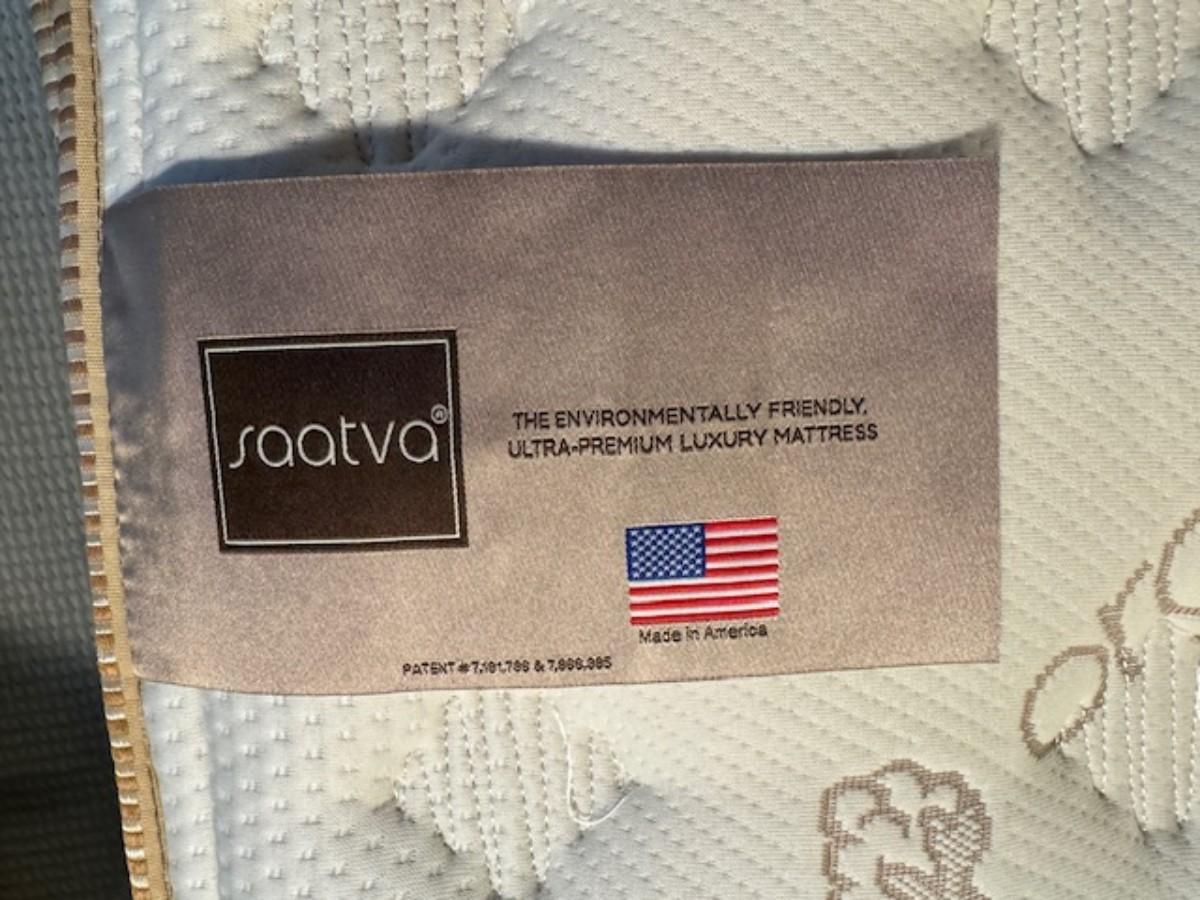 saatva®
THE ENVIRONMENTALLY FRIENDLY,
ULTRA-PREMIUM LUXURY MATTRESS
Made in America
PATENT #